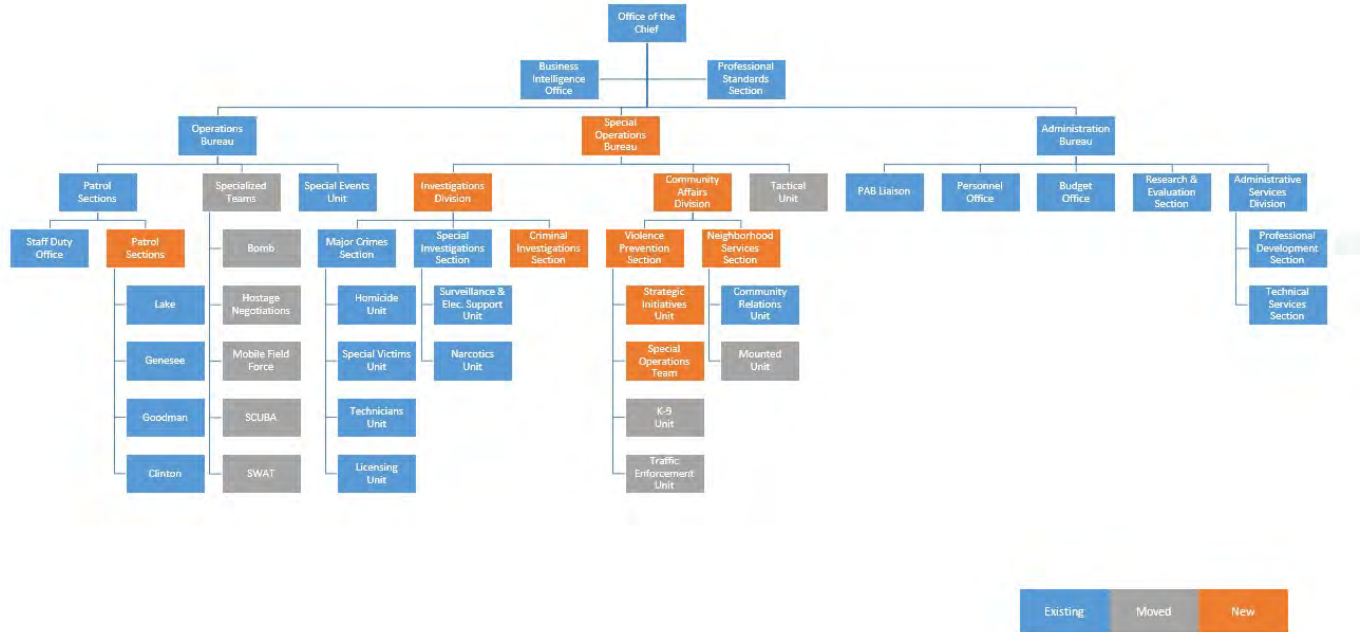 Office of the
Chief
Business
Intelligence
Office
Professional
Standards
Section
Operations
Bureau
Special
Operations
Bureau
Administration
Bureau
Patrol
Sections
Specialized
Teams
Special Events
Unit
Investigations
Division
Community
Affairs
Division
Tactical
Unit
PAB Liaison
Personnel
Office
Budget
Office
Research &
Evaluation
Section
Administrative
Services
Division
Staff Duty
Office
Patrol
Sections
Bomb
Major Crimes
Section
Special
Investigations
Section
Criminal
Investigations
Section
Violence
Prevention
Section
Neighborhood
Services
Section
Professional
Development
Section
Lake
Hostage
Negotiations
Homicide
Unit
Surveillance &
Elec. Support
Unit
Strategic
Initiatives
Unit
Community
Relations
Unit
Technical
Services
Section
Genesee
Mobile Field
Force
Special Victims
Unit
Narcotics
Unit
Special
Operations
Team
Mounted
Unit
Goodman
SCUBA
Technicians
Unit
K-9
Unit
Clinton
SWAT
Licensing
Unit
Traffic
Enforcement
Unit
Existing
Moved
New